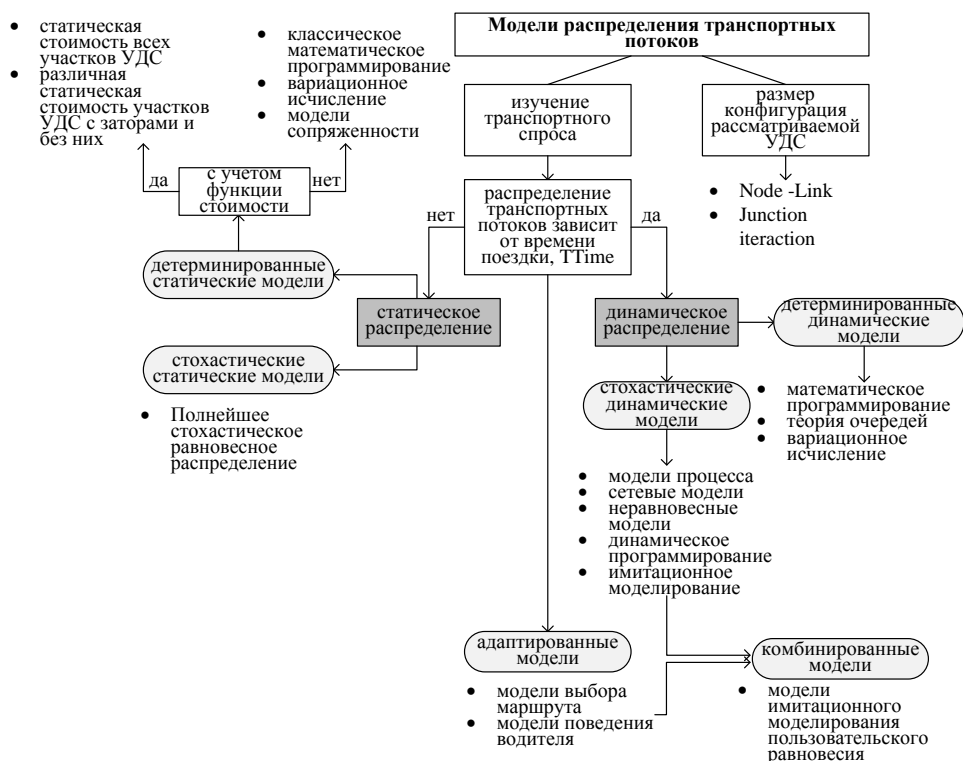 Модели распределения транспортных
потоков
• статическая
стоимость всех
участков УДС
• различная
статическая
стоимость участков
УДС с заторами и
без них
• классическое
математическое
программирование
• вариационное
исчисление
• модели
сопряженности
изучение
транспортного
спроса
размер
конфигурация
рассматриваемой
УДС
да
с учетом
функции
стоимости
нет
нет
распределение
транспортных
потоков зависит
от времени
поездки, TTime
да
• Node -Link
• Junction
iteraction
детерминированные
статические модели
статическое
распределение
динамическое
распределение
детерминированные
динамические
модели
стохастические
статические модели
• Полнейшее
стохастическое
равновесное
распределение
стохастические
динамические
модели
• математическое
программирование
• теория очередей
• вариационное
исчисление
• модели процесса
• сетевые модели
• неравновесные
модели
• динамическое
программирование
• имитационное
моделирование
адаптированные
модели
комбинированные
модели
• модели выбора
маршрута
• модели поведения
водителя
• модели
имитационного
моделирования
пользовательского
равновесия